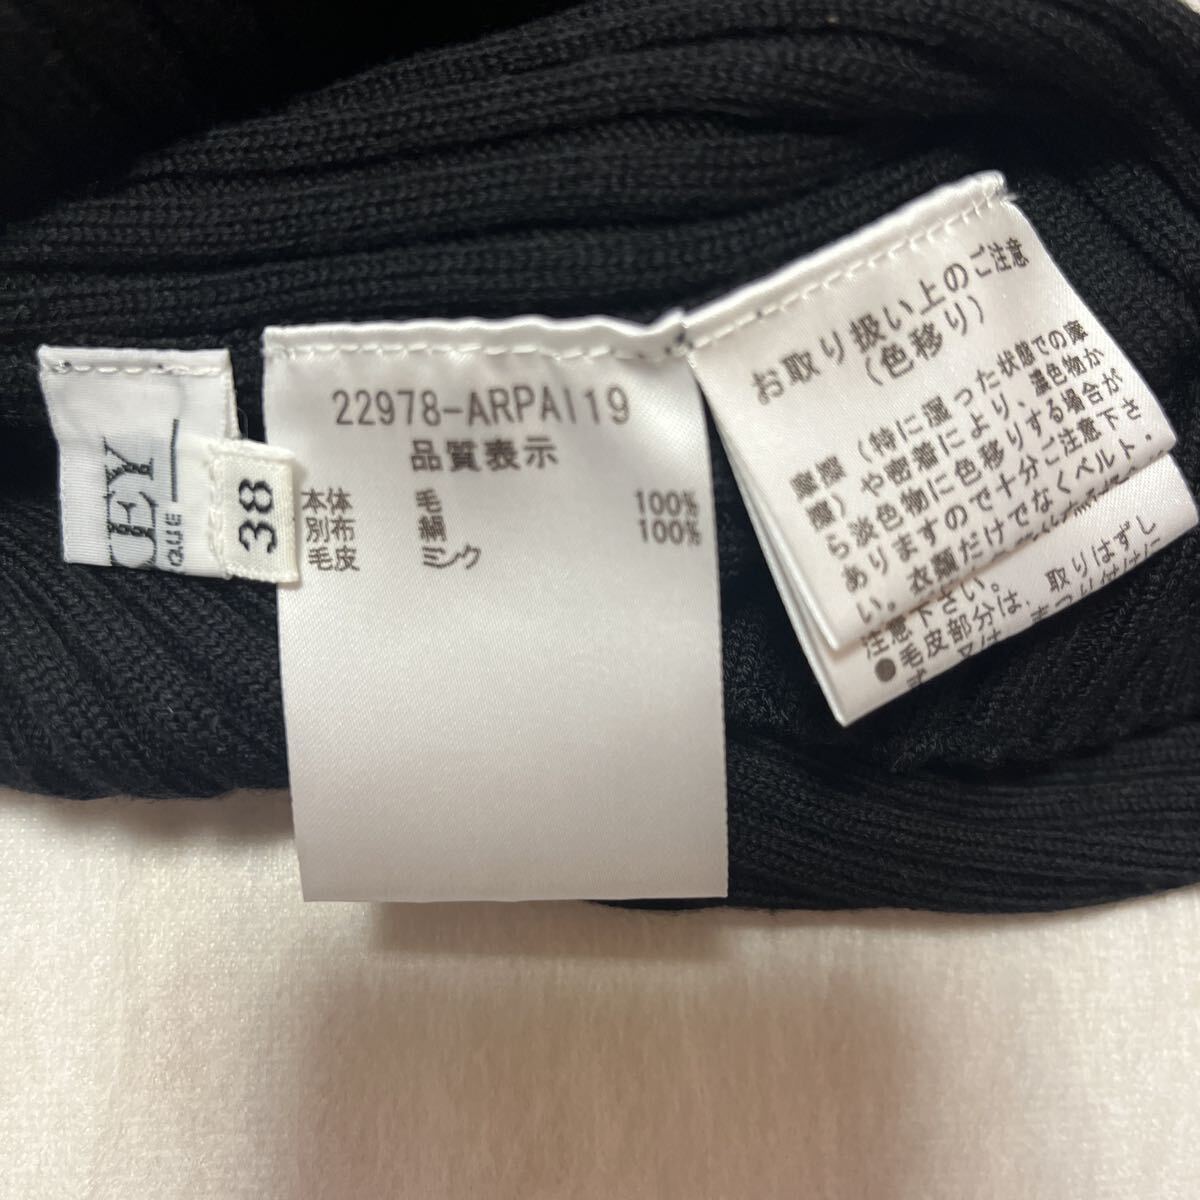 KEY
QUE
38
22978-ARPAI19
品質表示
本体 毛 100%
別布 絹 100%
毛皮 ミンク
お取り扱い上のご注意
(色移り)
摩擦(特に湿った状態での摩
擦)や密着により、濃色物か
ら淡色物に色移りする場合が
ありますので十分ご注意下さ
い。衣類だけでなくベルト・
注意下さい。
●毛皮部分は、取りはずし
又は